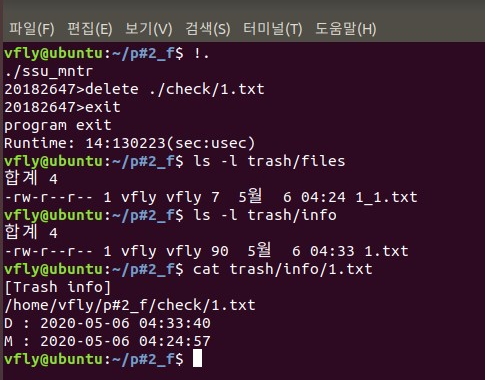 파일(F) 편집(E) 보기(V) 검색(S) 터미널(T) 도움말(H)
vfly@ubuntu:~/p#2_f$ !.
./ssu_mntr
20182647>delete ./check/1.txt
20182647>exit
program exit
Runtime: 14:130223(sec:usec)
vfly@ubuntu:~/p#2_f$ ls -l trash/files
합계 4
-rw-r--r-- 1 vfly vfly 7  5월  6 04:24 1_1.txt
vfly@ubuntu:~/p#2_f$ ls -l trash/info
합계 4
-rw-r--r-- 1 vfly vfly 90  5월  6 04:33 1.txt
vfly@ubuntu:~/p#2_f$ cat trash/info/1.txt
[Trash info]
/home/vfly/p#2_f/check/1.txt
D : 2020-05-06 04:33:40
M : 2020-05-06 04:24:57
vfly@ubuntu:~/p#2_f$